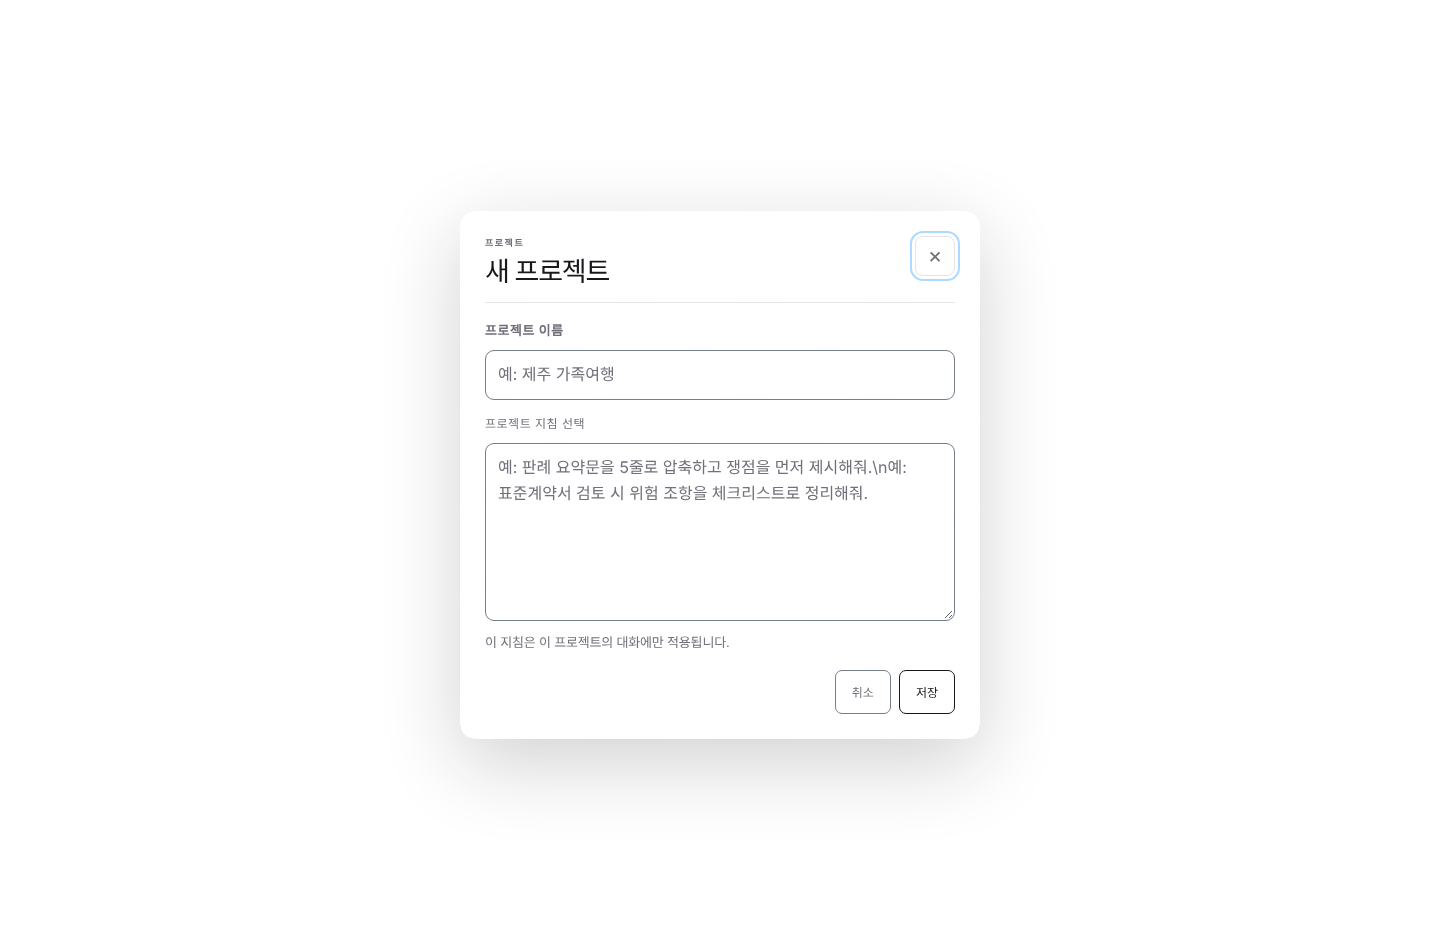 프로젝트
새 프로젝트
프로젝트 이름
예: 제주 가족여행
프로젝트 지침 선택
예: 판례 요약문을 5줄로 압축하고 쟁점을 먼저 제시해줘.\n예:
표준계약서 검토 시 위험 조항을 체크리스트로 정리해줘.
이 지침은 이 프로젝트의 대화에만 적용됩니다.
취소
저장